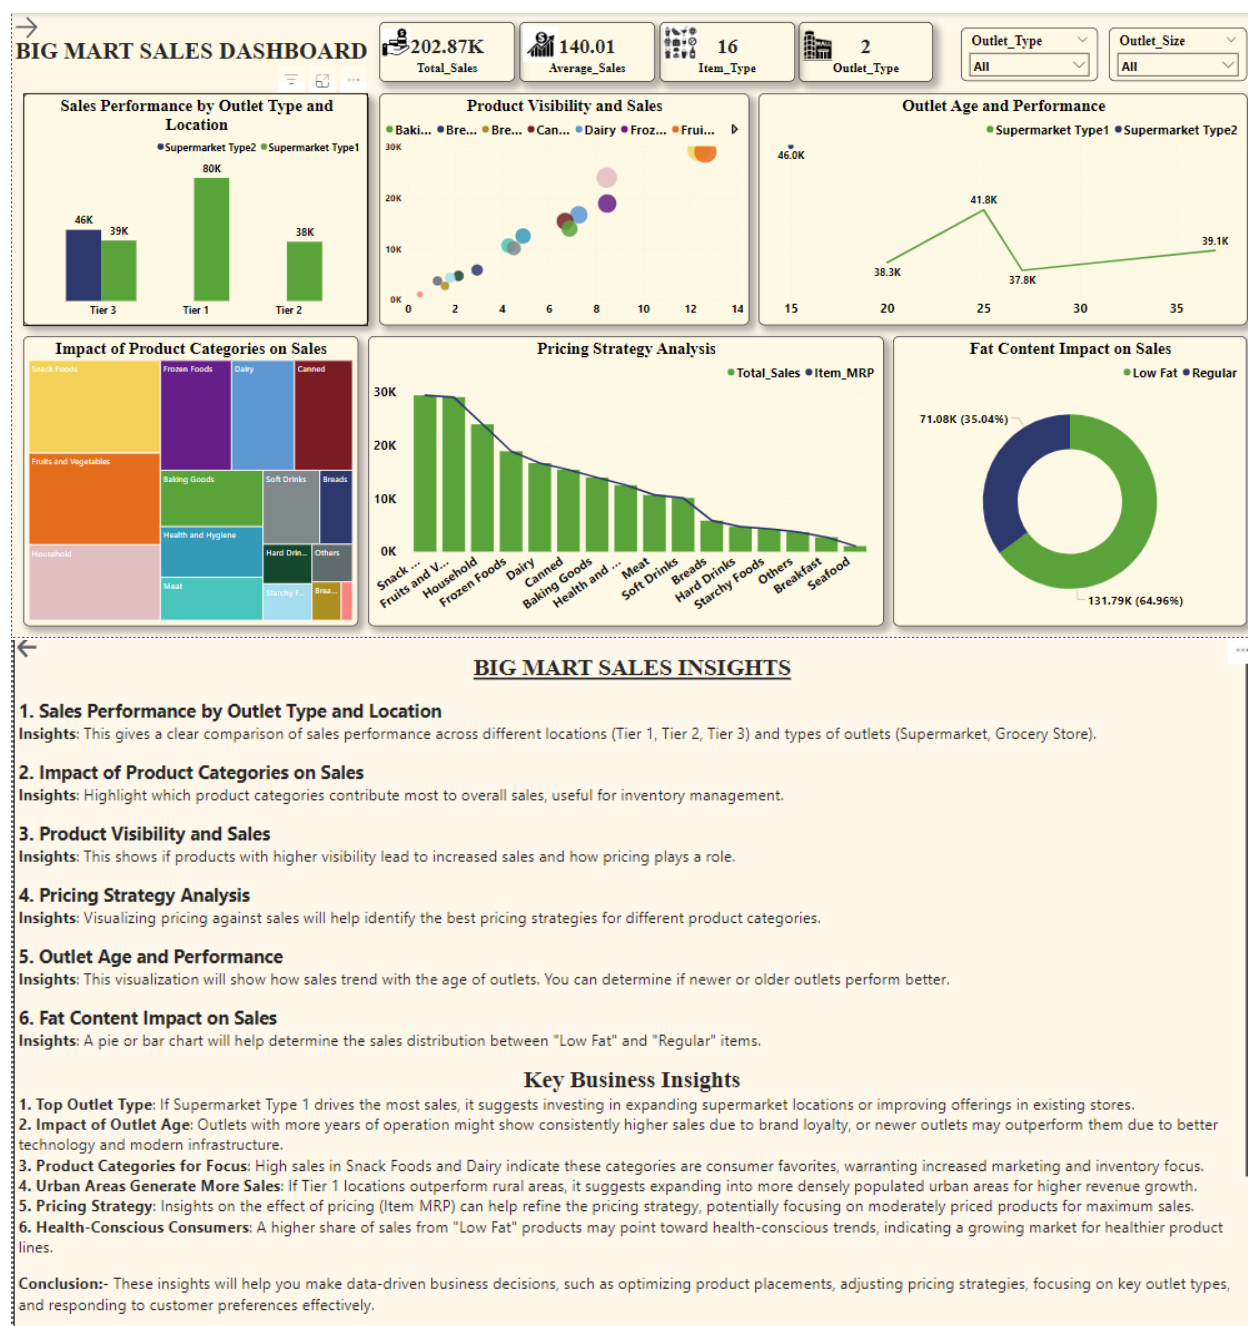 BIG MART SALES DASHBOARD
202.87K
Total_Sales
140.01
Average_Sales
16
Item_Type
2
Outlet_Type
Outlet_Type
All
Outlet_Size
All
Sales Performance by Outlet Type and
Location
Supermarket Type2 Supermarket Type1
80K
46K
39K
38K
Tier 3 Tier 1 Tier 2
Product Visibility and Sales
Baki... Bre... Bre... Can... Dairy Froz... Frui...
30K
20K
10K
0K
0 2 4 6 8 10 12 14
Outlet Age and Performance
Supermarket Type1 Supermarket Type2
46.0K
41.8K
39.1K
38.3K
37.8K
15 20 25 30 35
Impact of Product Categories on Sales
Snack Foods
Frozen Foods
Dairy
Canned
Fruits and Vegetables
Baking Goods
Soft Drinks
Breads
Health and Hygiene
Household
Hard Drin...
Others
Meat
Starchy F...
Brea...
Pricing Strategy Analysis
Total_Sales Item_MRP
30K
20K
10K
0K
Snack ...
Fruits and V...
Household
Frozen Foods
Dairy
Canned
Baking Goods
Health and ...
Meat
Soft Drinks
Breads
Hard Drinks
Starchy Foods
Others
Breakfast
Seafood
Fat Content Impact on Sales
Low Fat Regular
71.08K (35.04%)
131.79K (64.96%)
BIG MART SALES INSIGHTS
1. Sales Performance by Outlet Type and Location
Insights: This gives a clear comparison of sales performance across different locations (Tier 1, Tier 2, Tier 3) and types of outlets (Supermarket, Grocery Store).
2. Impact of Product Categories on Sales
Insights: Highlight which product categories contribute most to overall sales, useful for inventory management.
3. Product Visibility and Sales
Insights: This shows if products with higher visibility lead to increased sales and how pricing plays a role.
4. Pricing Strategy Analysis
Insights: Visualizing pricing against sales will help identify the best pricing strategies for different product categories.
5. Outlet Age and Performance
Insights: This visualization will show how sales trend with the age of outlets. You can determine if newer or older outlets perform better.
6. Fat Content Impact on Sales
Insights: A pie or bar chart will help determine the sales distribution between "Low Fat" and "Regular" items.
Key Business Insights
1. Top Outlet Type: If Supermarket Type 1 drives the most sales, it suggests investing in expanding supermarket locations or improving offerings in existing stores.
2. Impact of Outlet Age: Outlets with more years of operation might show consistently higher sales due to brand loyalty, or newer outlets may outperform them due to better
technology and modern infrastructure.
3. Product Categories for Focus: High sales in Snack Foods and Dairy indicate these categories are consumer favorites, warranting increased marketing and inventory focus.
4. Urban Areas Generate More Sales: If Tier 1 locations outperform rural areas, it suggests expanding into more densely populated urban areas for higher revenue growth.
5. Pricing Strategy: Insights on the effect of pricing (Item MRP) can help refine the pricing strategy, potentially focusing on moderately priced products for maximum sales.
6. Health-Conscious Consumers: A higher share of sales from "Low Fat" products may point toward health-conscious trends, indicating a growing market for healthier product
lines.
Conclusion:- These insights will help you make data-driven business decisions, such as optimizing product placements, adjusting pricing strategies, focusing on key outlet types,
and responding to customer preferences effectively.